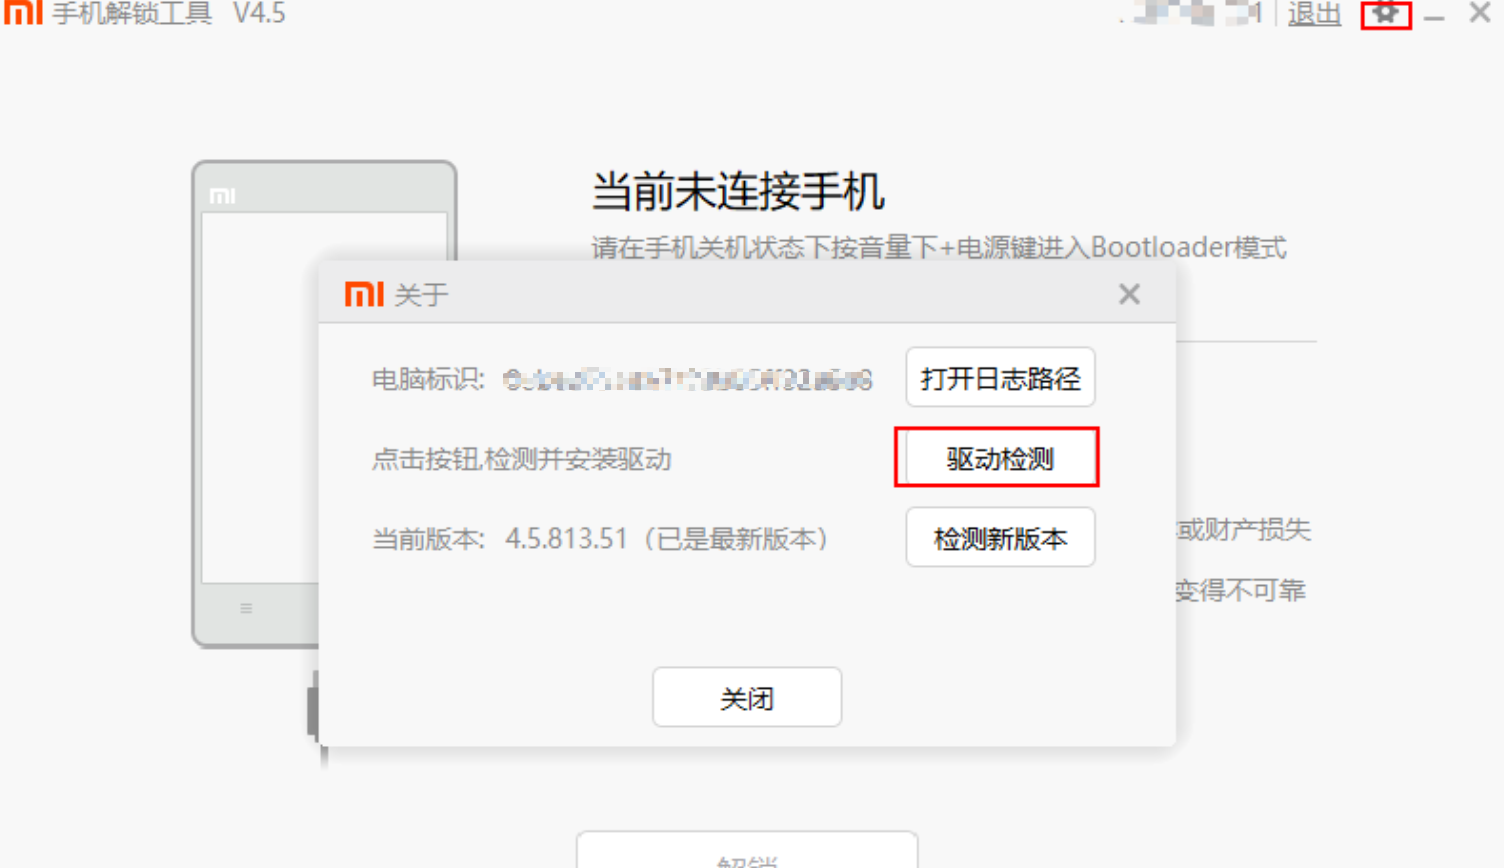 mi 手机解锁工具 V4.5
退出
mi
当前未连接手机
请在手机关机状态下按音量下+电源键进入Bootloader模式
mi 关于
电脑标识:
打开日志路径
点击按钮,检测并安装驱动
驱动检测
当前版本: 4.5.813.51（已是最新版本）
检测新版本
或财产损失
变得不可靠
关闭
解锁